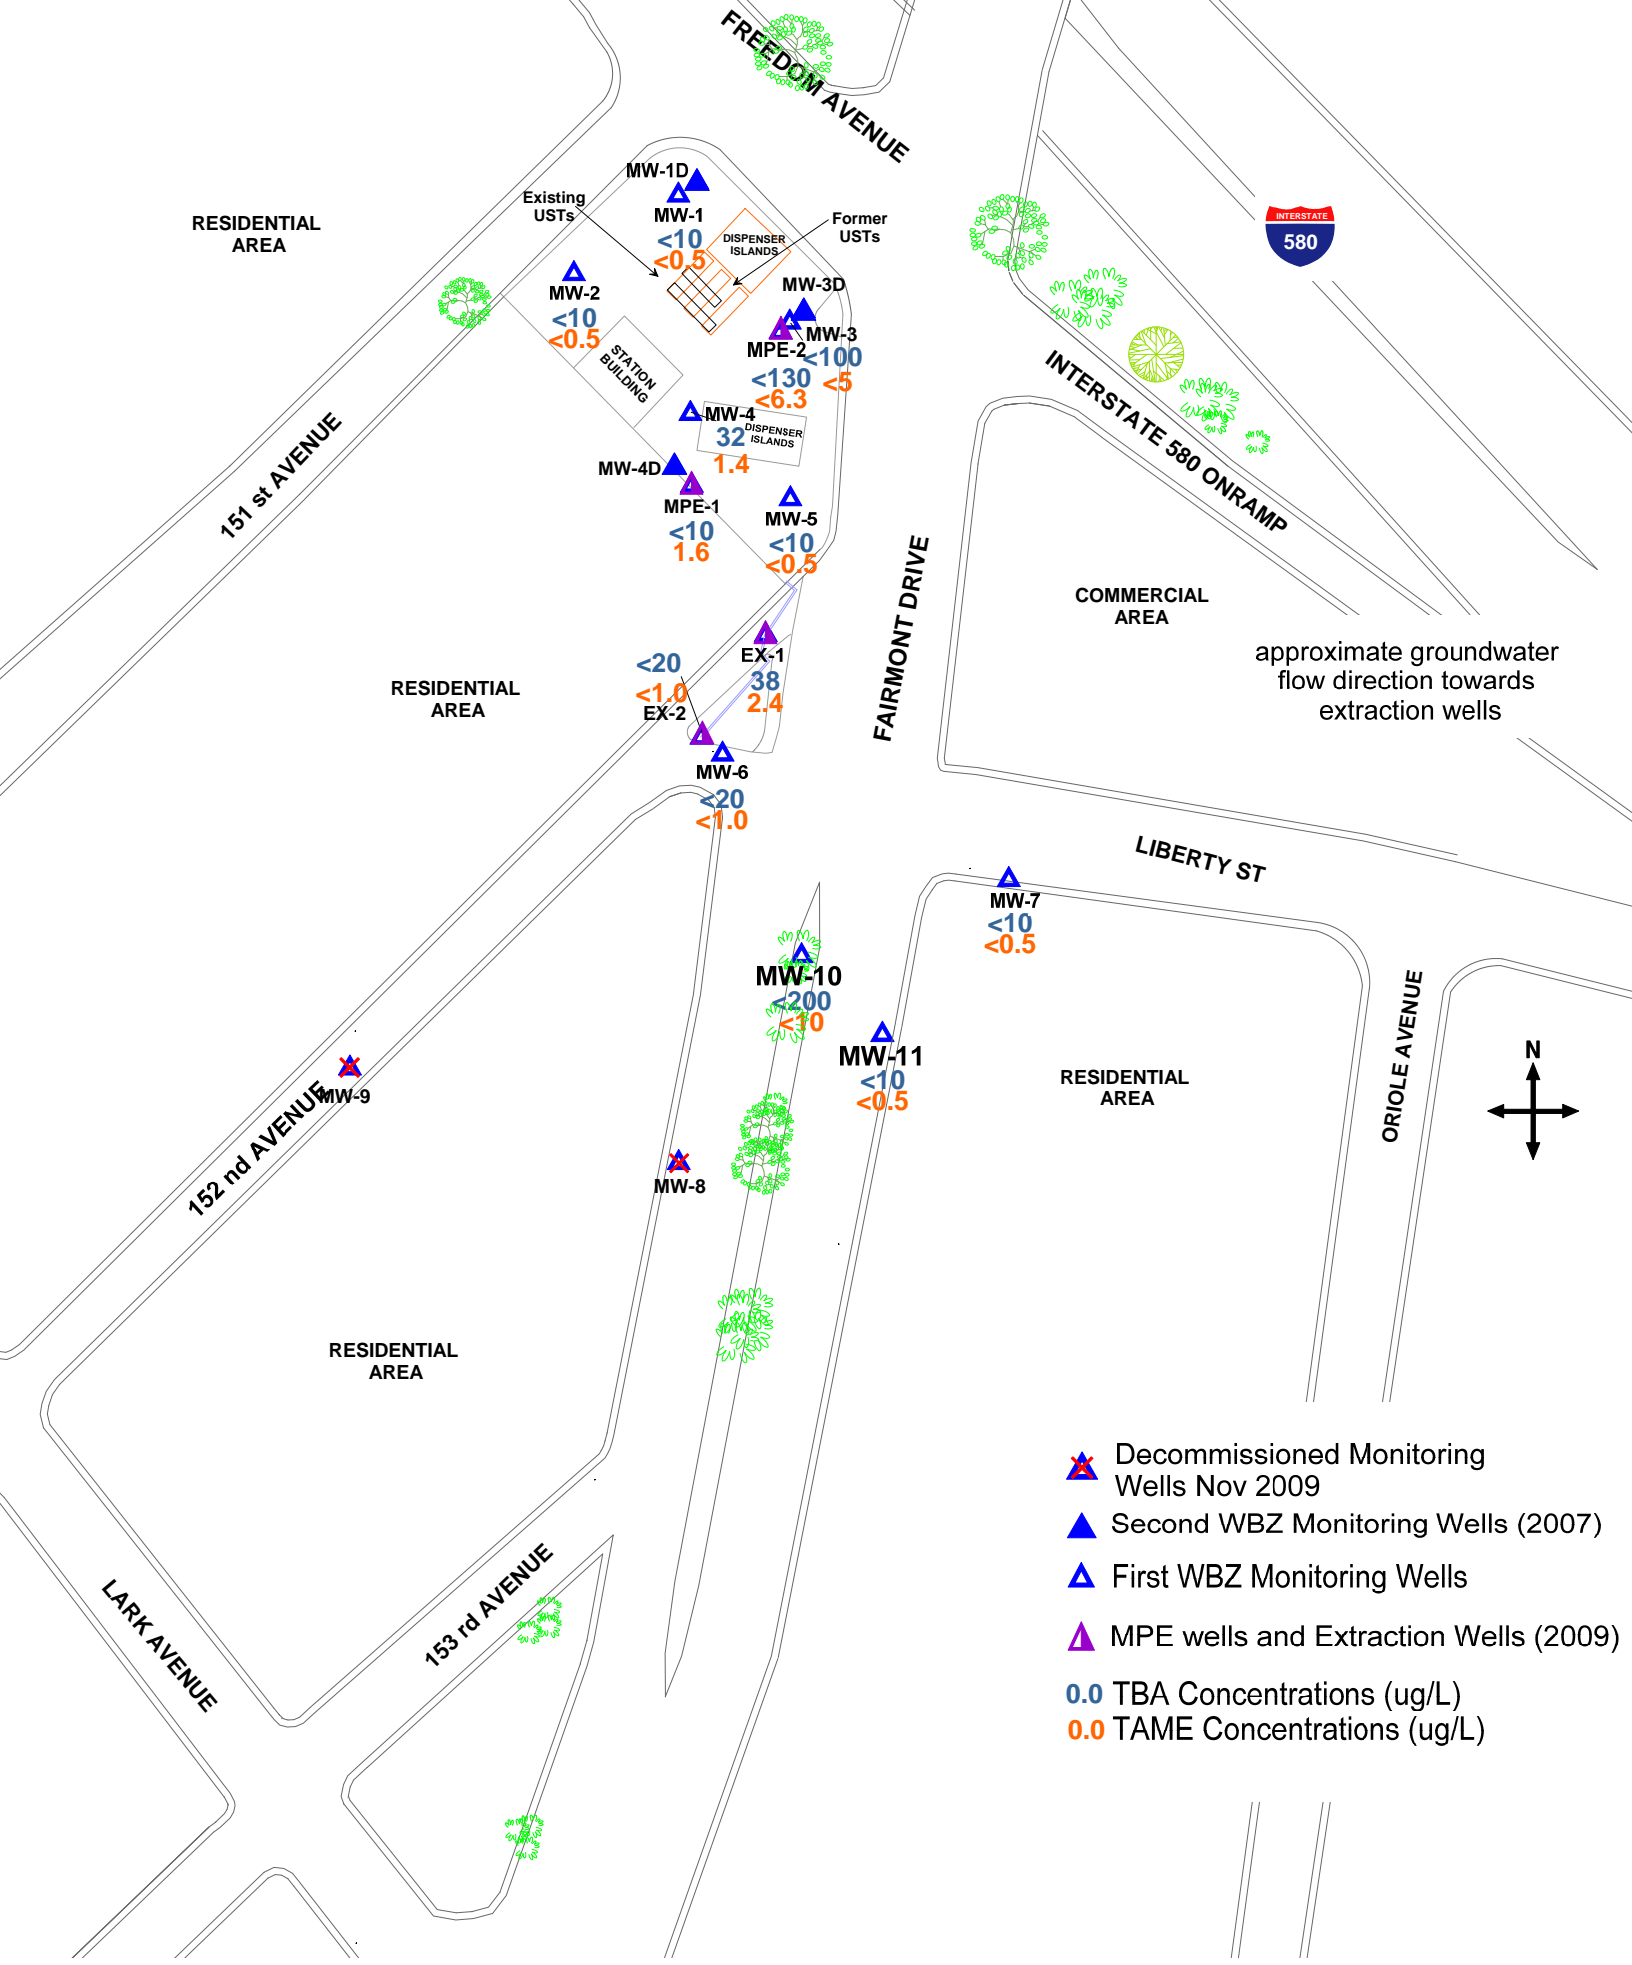 FREEDOM AVENUE
MW-1D
Existing
USTs
MW-1
<10
<0.5
Former
USTs
DISPENSER
ISLANDS
RESIDENTIAL
AREA
INTERSTATE
580
MW-2
<10
<0.5
MW-3D
MW-3
<100
<5
MPE-2
<130
<6.3
STATION
BUILDING
MW-4
32
1.4
DISPENSER
ISLANDS
INTERSTATE 580 ONRAMP
151 st AVENUE
MW-4D
MPE-1
<10
1.6
MW-5
<10
<0.5
FAIRMONT DRIVE
COMMERCIAL
AREA
approximate groundwater
flow direction towards
extraction wells
RESIDENTIAL
AREA
EX-1
38
2.4
<20
<1.0
EX-2
MW-6
<20
<1.0
LIBERTY ST
MW-7
<10
<0.5
MW-10
<200
<10
MW-11
<10
<0.5
ORIOLE AVENUE
N
RESIDENTIAL
AREA
MW-9
152 nd AVENUE
MW-8
RESIDENTIAL
AREA
Decommissioned Monitoring
Wells Nov 2009
Second WBZ Monitoring Wells (2007)
First WBZ Monitoring Wells
MPE wells and Extraction Wells (2009)
0.0 TBA Concentrations (ug/L)
0.0 TAME Concentrations (ug/L)
LARK AVENUE
153 rd AVENUE